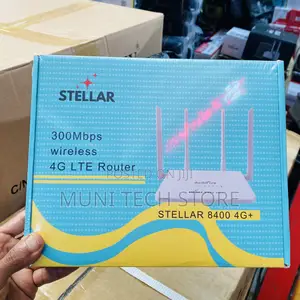 STELLAR
300Mbps
wireless
4G LTE Router
MUNI TECH STORE
STELLAR 8400 4G+